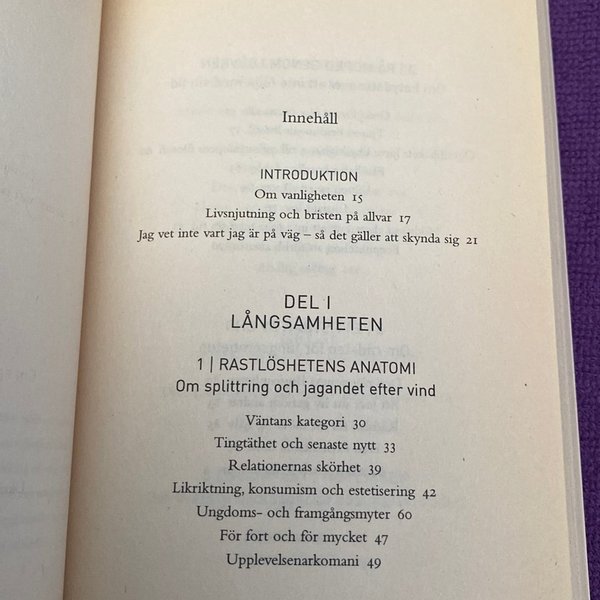 Innehåll
INTRODUKTION
Om vanligheten 15
Livsnjutning och bristen på allvar 17
Jag vet inte vart jag är på väg – så det gäller att skynda sig 21
DEL I
LÅNGSAMHETEN
1 | RASTLÖSHETENS ANATOMI
Om splittring och jagandet efter vind
Väntans kategori 30
Tingtäthet och senaste nytt 33
Relationernas skörhet 39
Likriktning, konsumism och estetisering 42
Ungdoms- och framgångsmyter 60
För fort och för mycket 47
Upplevelsenarkomani 49